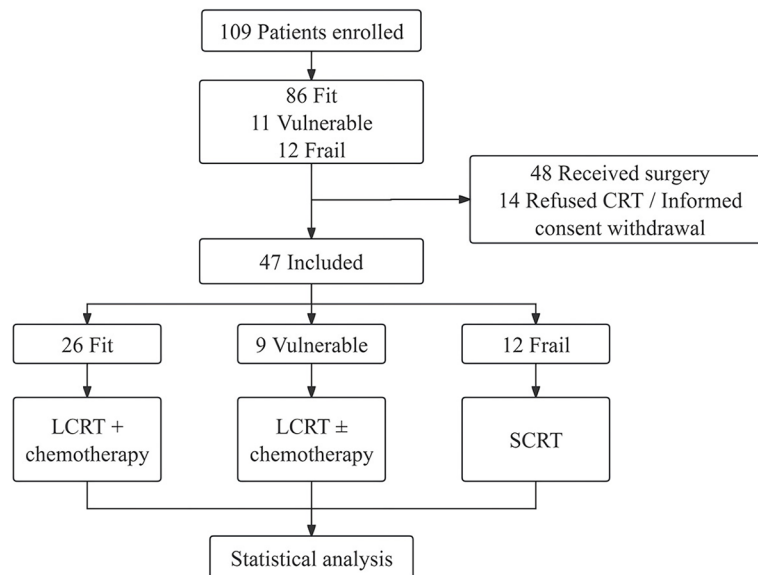 109 Patients enrolled
86 Fit
11 Vulnerable
12 Frail
48 Received surgery
14 Refused CRT / Informed
consent withdrawal
47 Included
26 Fit
9 Vulnerable
12 Frail
LCRT +
chemotherapy
LCRT ±
chemotherapy
SCRT
Statistical analysis